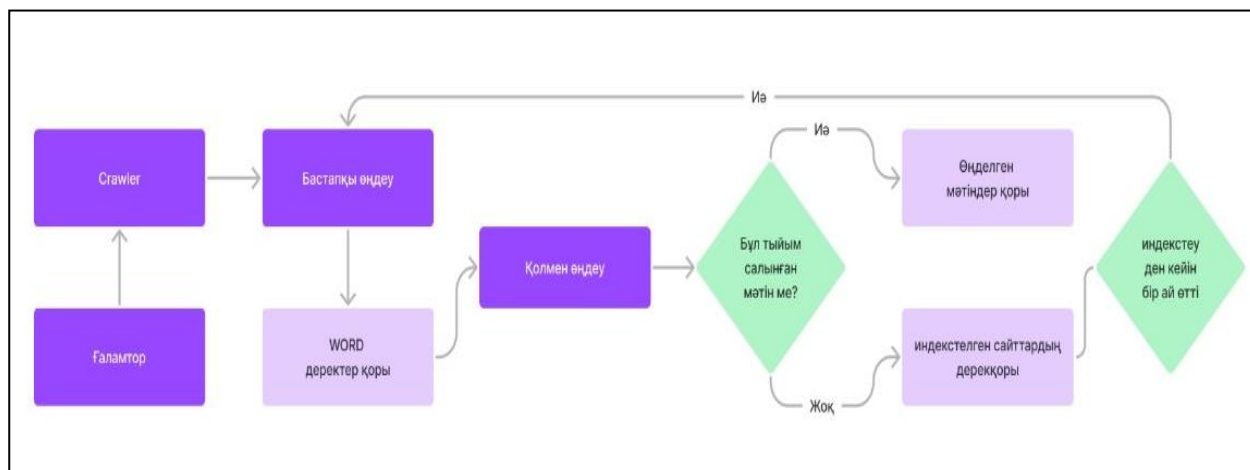 Иә
Иә
Crawler
Бастапқы өңдеу
Өңделген
мәтіндер қоры
Қолмен өңдеу
Бұл тыйым
салынған
мәтін ме?
индекстеу
ден кейін
бір ай өтті
Ғаламтор
WORD
деректер қоры
индекстелген сайттардың
дерекқоры
Жоқ